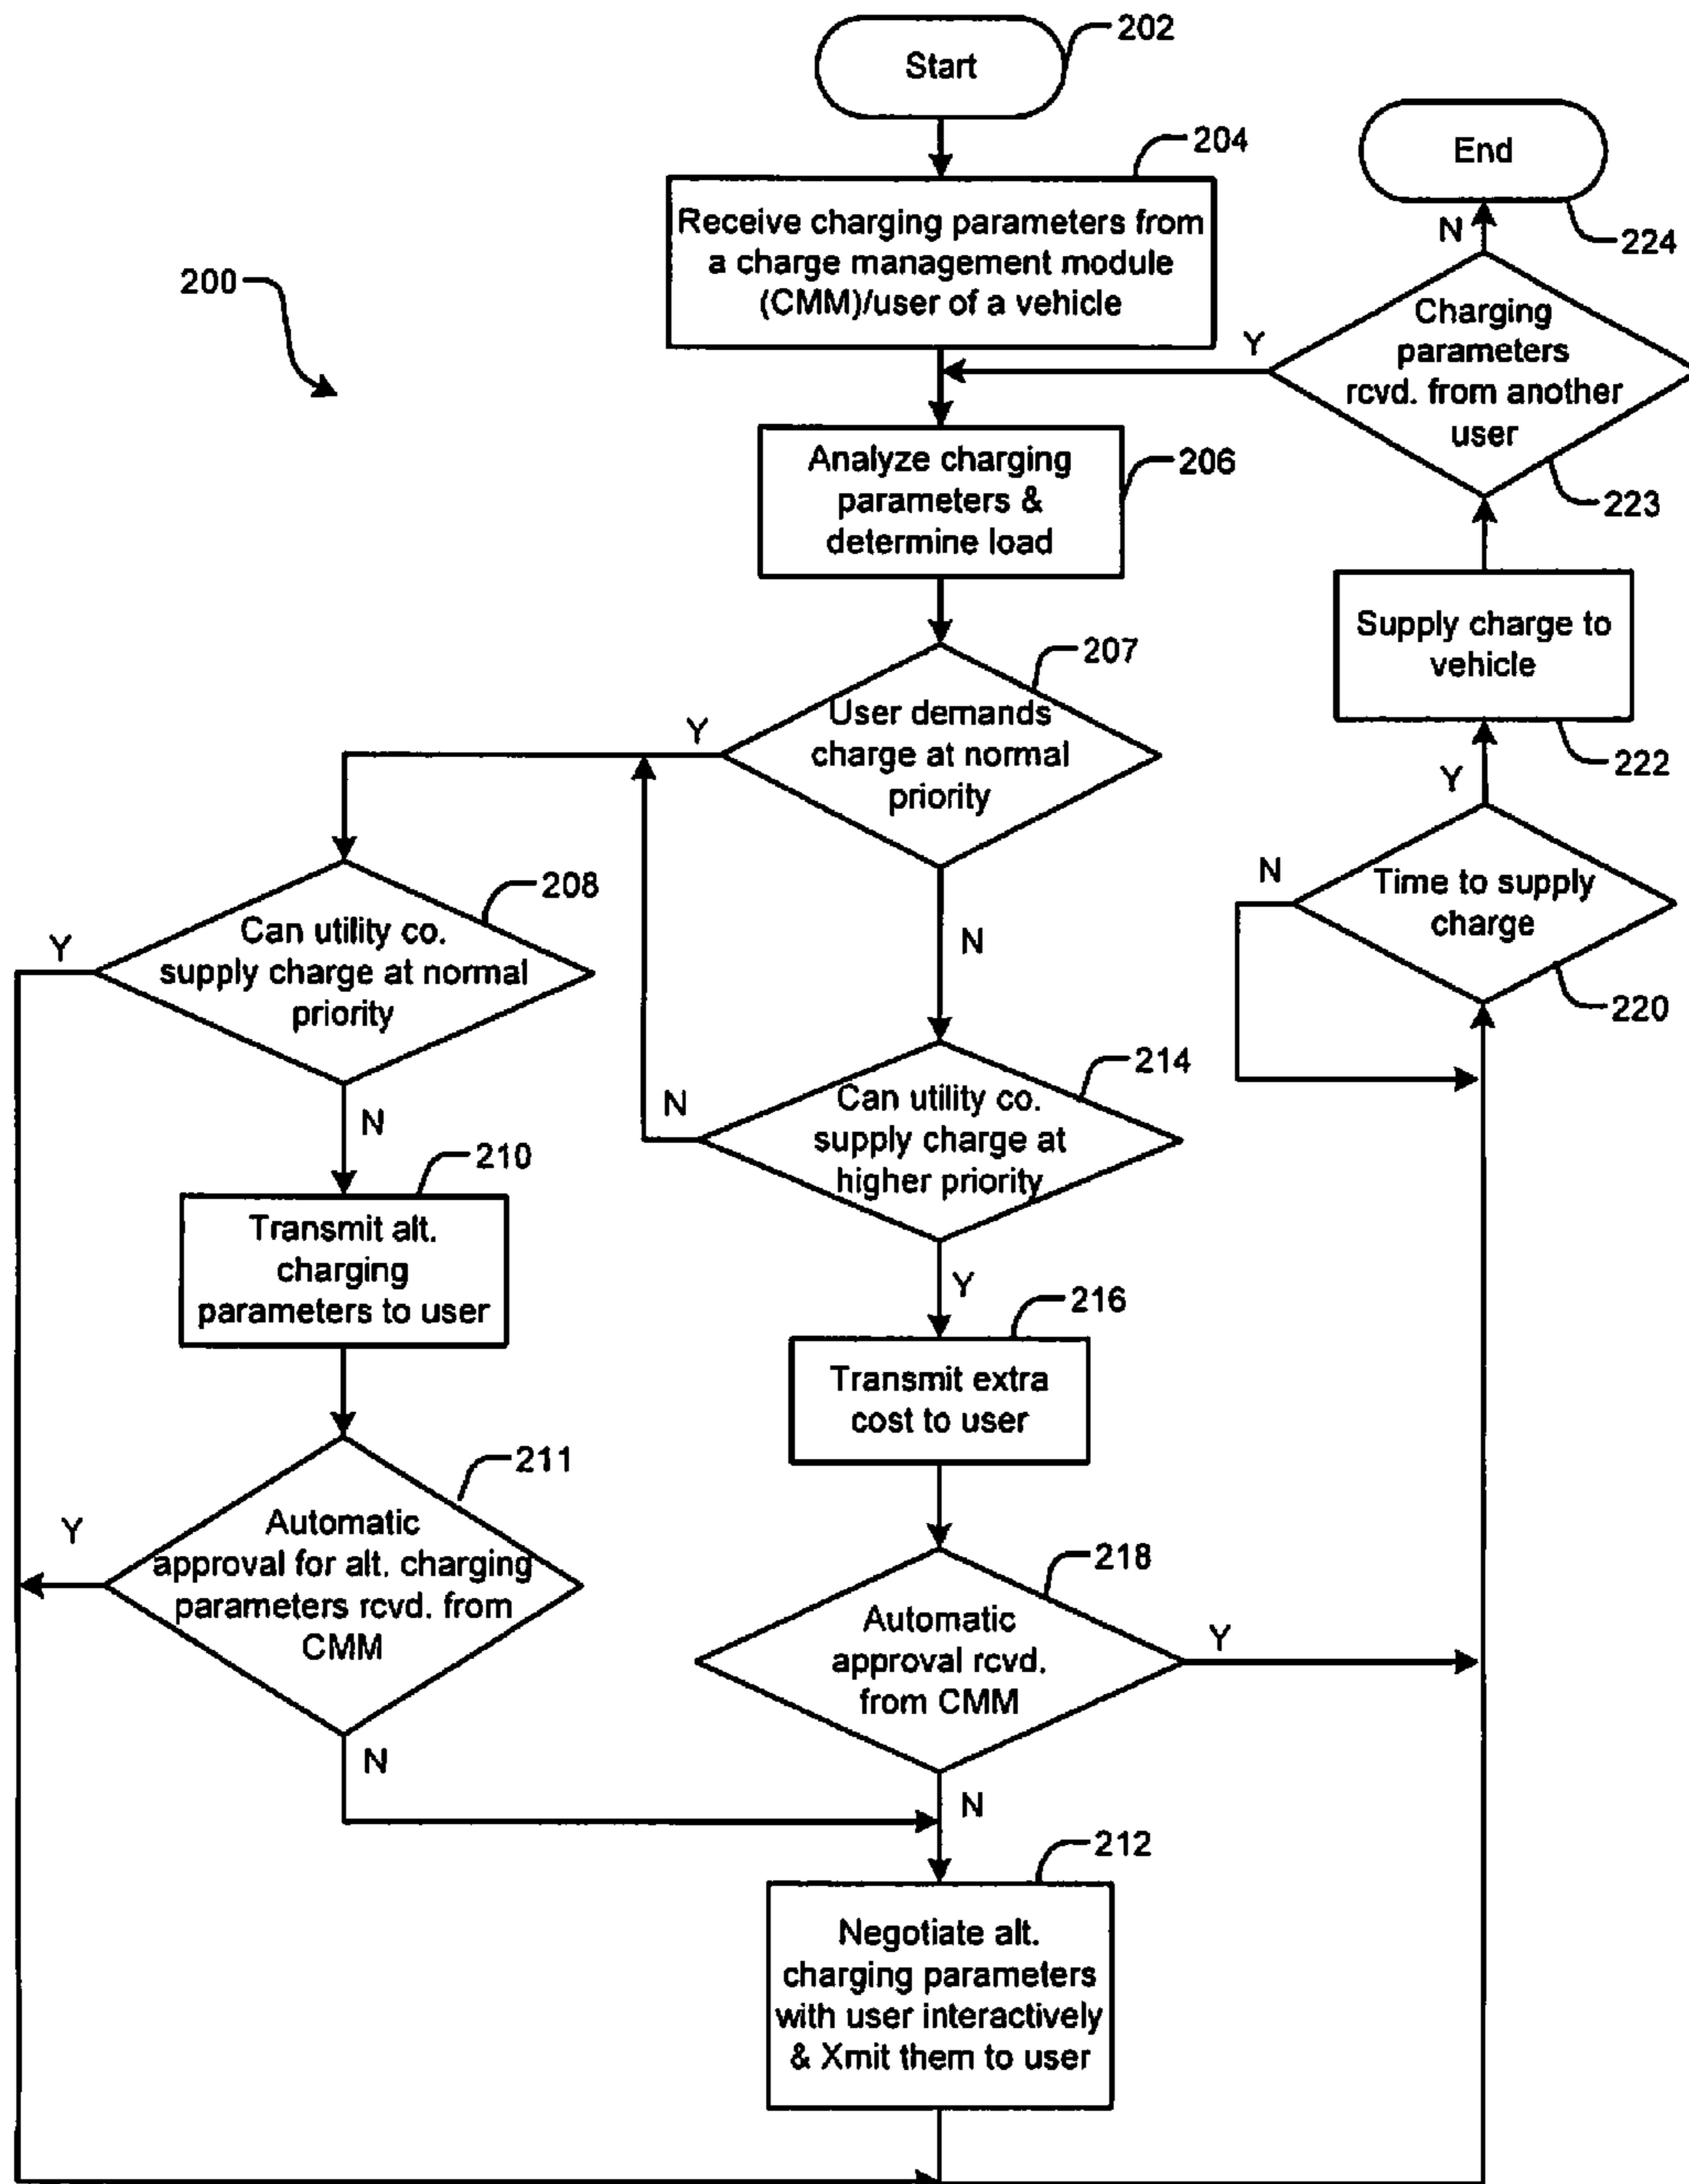 202
Start
204
Receive charging parameters from
a charge management module
(CMM)/user of a vehicle
200
End
N
224
Charging
parameters
rcvd. from another
user
Y
223
Analyze charging
parameters &
determine load
206
Supply charge to
vehicle
222
207
User demands
charge at normal
priority
Y
N
Y
Time to supply
charge
N
220
208
Can utility co.
supply charge at normal
priority
Y
N
214
Can utility co.
supply charge at
higher priority
N
Y
210
Transmit alt.
charging
parameters to user
216
Transmit extra
cost to user
211
Automatic
approval for alt. charging
parameters rcvd. from
CMM
Y
N
218
Automatic
approval rcvd.
from CMM
Y
N
212
Negotiate alt.
charging parameters
with user interactively
& Xmit them to user